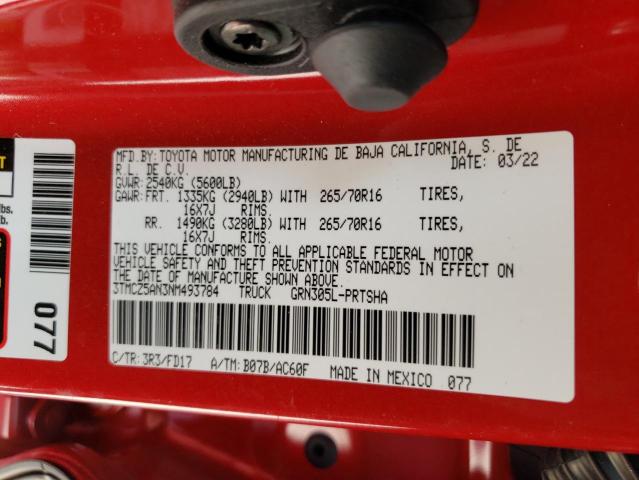 MFD.BY: TOYOTA MOTOR MANUFACTURING DE BAJA CALIFORNIA, S. DE
R.L. DE C.V. DATE: 03/22
GVWR: 2540KG (5600LB)
GAWR: FRT. 1335KG (2940LB) WITH 265/70R16 TIRES,
16X7J RIMS.
RR. 1490KG (3280LB) WITH 265/70R16 TIRES,
16X7J RIMS.
THIS VEHICLE CONFORMS TO ALL APPLICABLE FEDERAL MOTOR
VEHICLE SAFETY AND THEFT PREVENTION STANDARDS IN EFFECT ON
THE DATE OF MANUFACTURE SHOWN ABOVE.
3TMCZ5AN3NM493784 TRUCK GRN305L-PRTSHA
C/TR: 3R3/FD17 A/TM: B07B/AC60F MADE IN MEXICO 077
077
lbs.